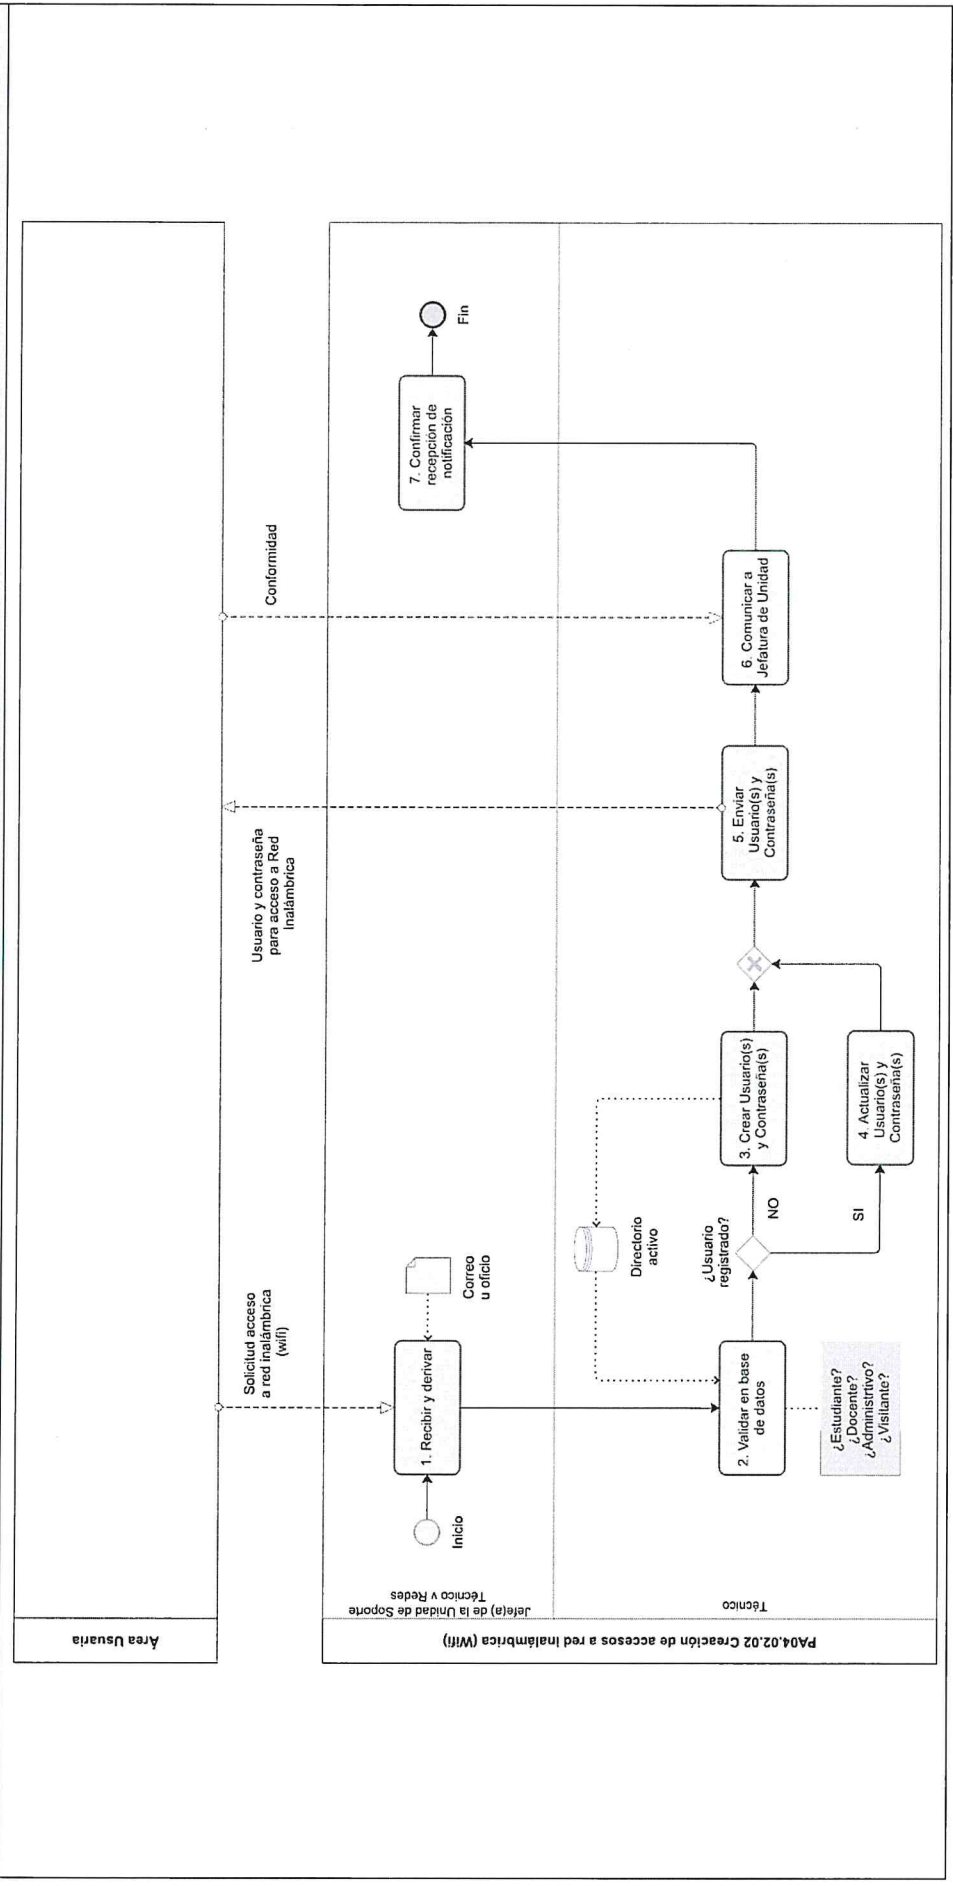 Área Usuaria
Solicitud acceso
a red inalámbrica
(wifi)
Usuario y contraseña
para acceso a Red
Inalámbrica
Conformidad
PA04.02.02 Creación de accesos a red Inalámbrica (Wifi)
Jefe(a) de la Unidad de Soporte
Técnico y Redes
Inicio
1. Recibir y derivar
Correo
u oficio
7. Confirmar
recepción de
notificación
Fin
Técnico
2. Validar en base
de datos
¿Estudiante?
¿Docente?
¿Administrtivo?
¿Visitante?
Directorio
activo
¿Usuario
registrado?
NO
SI
3. Crear Usuario(s)
y Contraseña(s)
4. Actualizar
Usuario(s) y
Contraseña(s)
5. Enviar
Usuario(s) y
Contraseña(s)
6. Comunicar a
Jefatura de Unidad